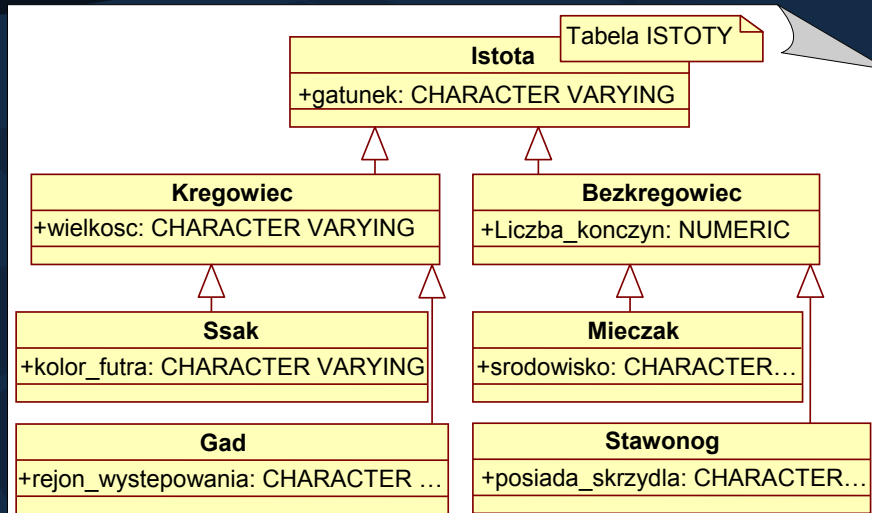 Tabela ISTOTY
Istota
+gatunek: CHARACTER VARYING
Kregowiec
+wielkosc: CHARACTER VARYING
Bezkregowiec
+Liczba_konczyn: NUMERIC
Ssak
+kolor_futra: CHARACTER VARYING
Mieczak
+srodowisko: CHARACTER…
Gad
+rejon_wystepowania: CHARACTER …
Stawonog
+posiada_skrzydla: CHARACTER…